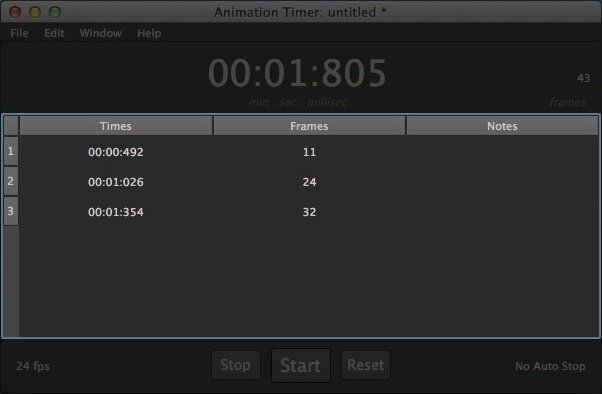 Animation Timer: untitled *
File Edit Window Help
00:01:805
43
min : sec : millisec
frames
Times Frames Notes
1 00:00:492 11
2 00:01:026 24
3 00:01:354 32
24 fps Stop Start Reset No Auto Stop